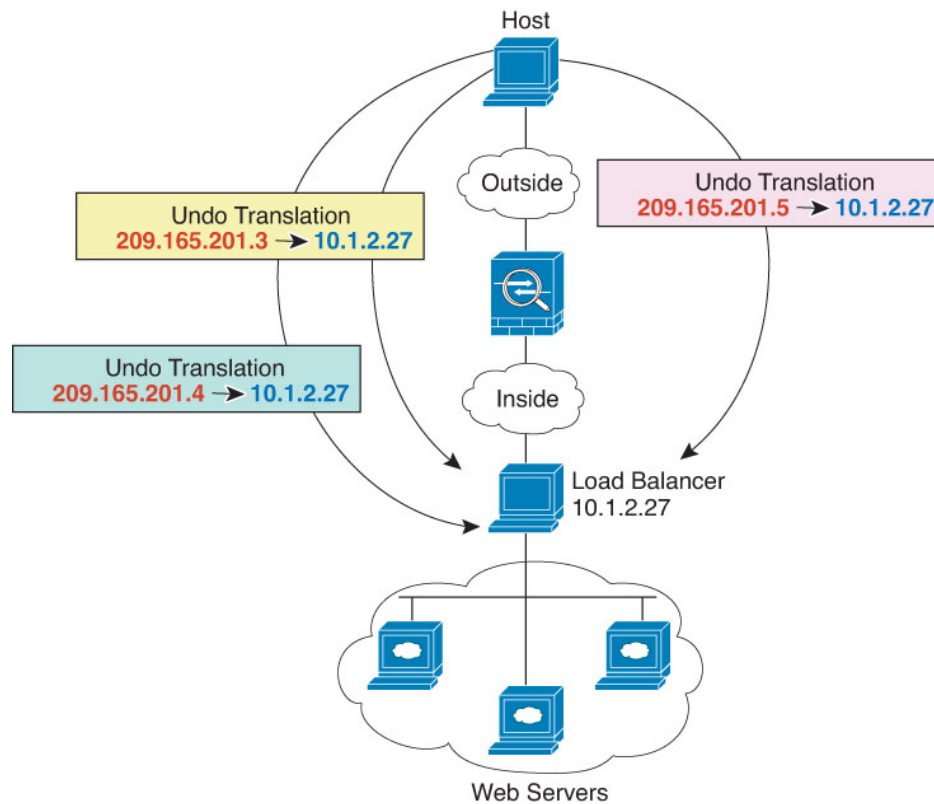 Host
Outside
Undo Translation
209.165.201.3 → 10.1.2.27
Undo Translation
209.165.201.5 → 10.1.2.27
Undo Translation
209.165.201.4 → 10.1.2.27
Inside
Load Balancer
10.1.2.27
Web Servers